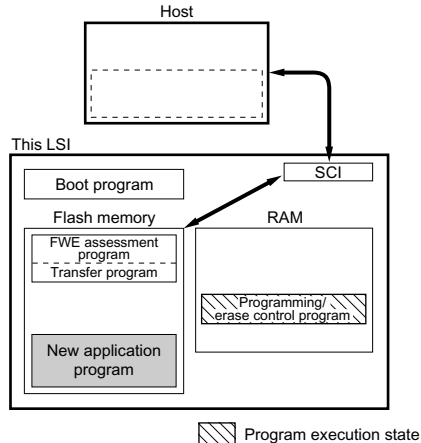 Host
This LSI
SCI
Boot program
Flash memory
RAM
FWE assessment
program
Transfer program
Programming/
erase control program
New application
program
Program execution state